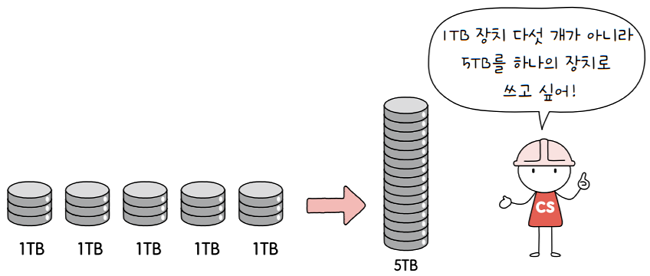 1TB 장치 다섯 개가 아니라
5TB를 하나의 장치로
쓰고 싶어!
CS
1TB 1TB 1TB 1TB 1TB
5TB